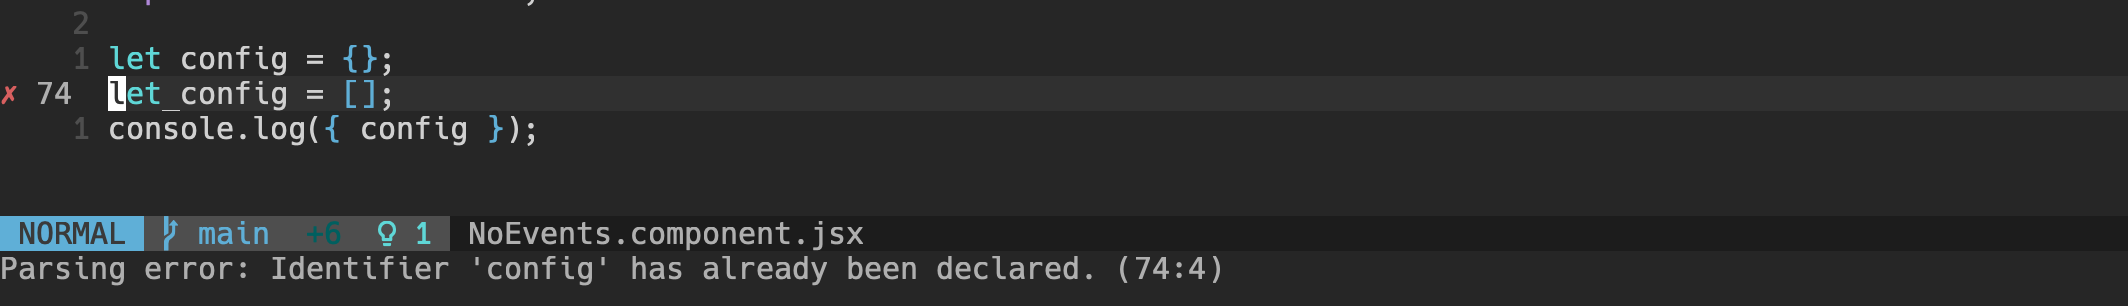 2
1 let config = {};
✗ 74 let config = [];
1 console.log({ config });
NORMAL main +6 1 NoEvents.component.jsx
Parsing error: Identifier 'config' has already been declared. (74:4)